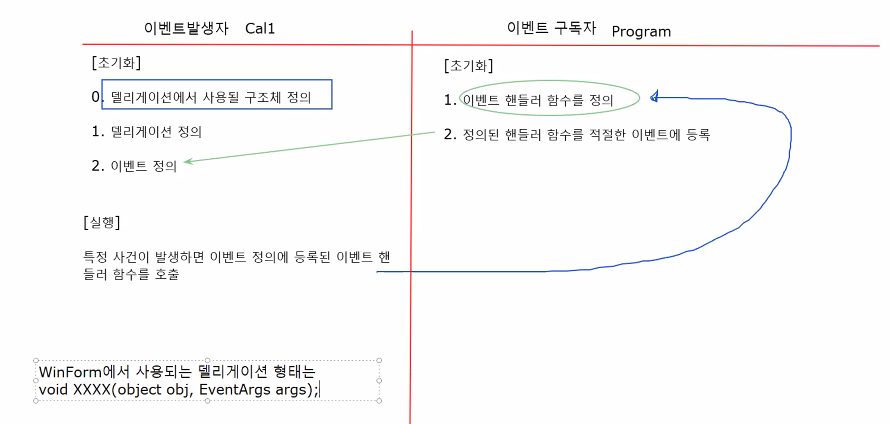 이벤트발생자 Cal1
[초기화]
0. 델리게이션에서 사용될 구조체 정의
1. 델리게이션 정의
2. 이벤트 정의
[실행]
특정 사건이 발생하면 이벤트 정의에 등록된 이벤트 핸
들러 함수를 호출
이벤트 구독자 Program
[초기화]
1. 이벤트 핸들러 함수를 정의
2. 정의된 핸들러 함수를 적절한 이벤트에 등록
WinForm에서 사용되는 델리게이션 형태는
void XXXX(object obj, EventArgs args);